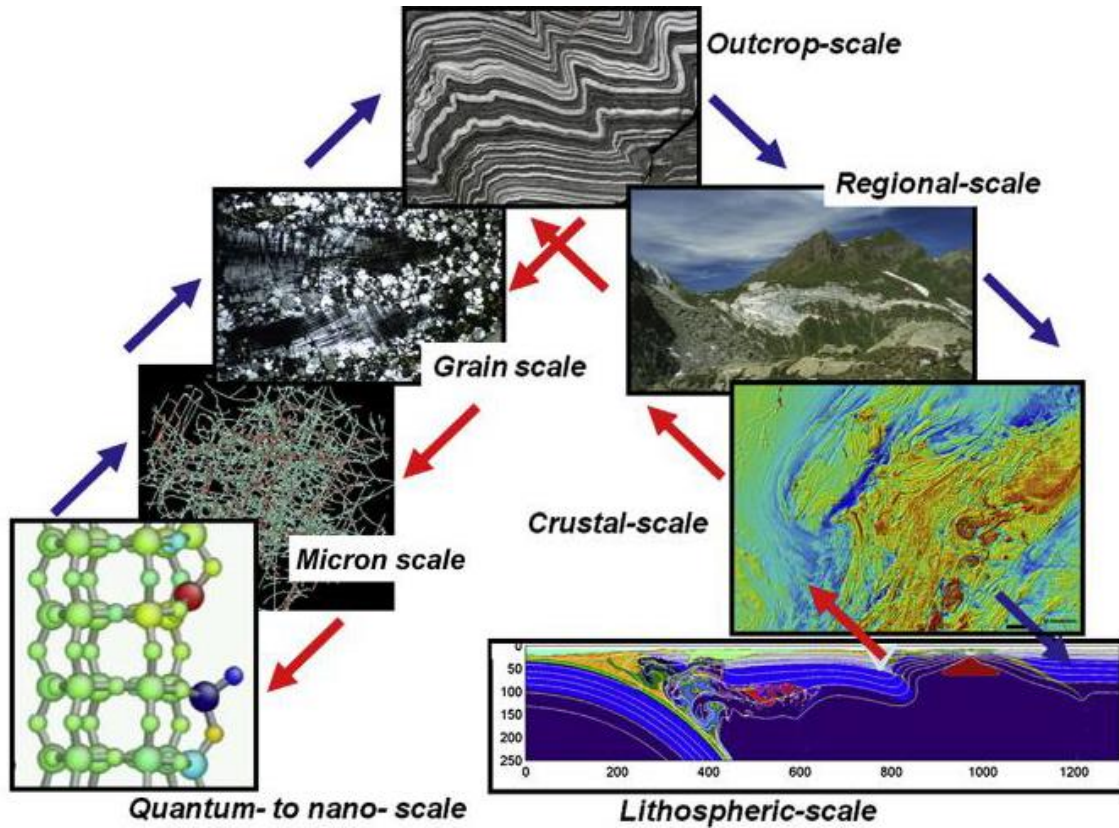 Outcrop-scale
Regional-scale
Grain scale
Crustal-scale
Micron scale
0
50
100
150
200
250
0 200 400 600 800 1000 1200
Quantum- to nano- scale
Lithospheric-scale